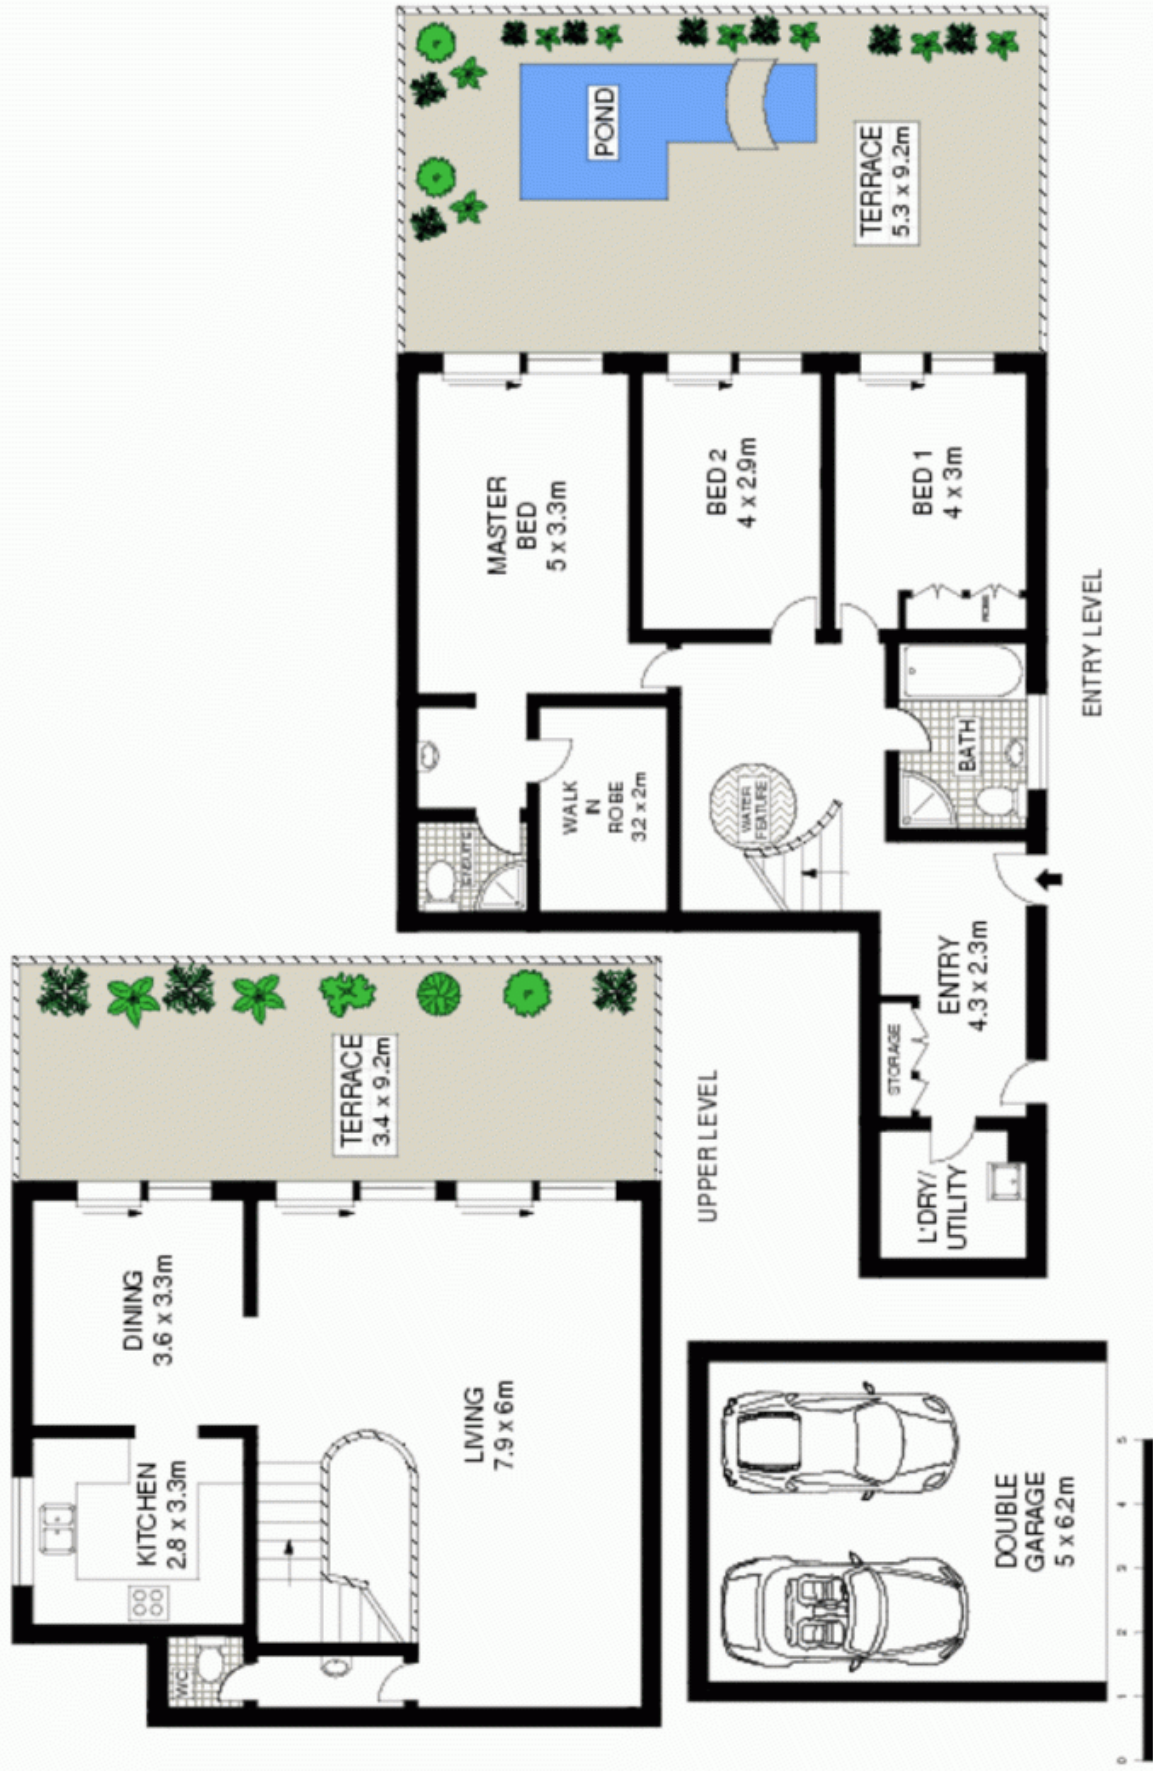 POND
TERRACE
5.3 x 9.2m
MASTER
BED
5 x 3.3m
BED 2
4 x 2.9m
BED 1
4 x 3m
ROBE
WALK
IN
ROBE
3.2 x 2m
ENSUITE
WATER
FEATURE
BATH
ENTRY
4.3 x 2.3m
STORAGE
L'DRY/
UTILITY
ENTRY LEVEL
TERRACE
3.4 x 9.2m
DINING
3.6 x 3.3m
KITCHEN
2.8 x 3.3m
LIVING
7.9 x 6m
WC
UPPER LEVEL
DOUBLE
GARAGE
5 x 6.2m
0 1 2 3 4 5